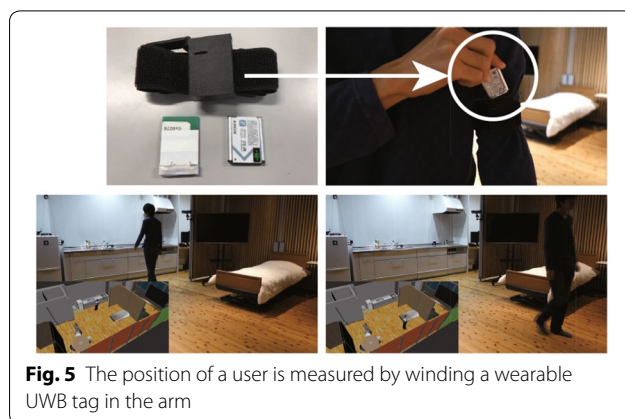 Fig. 5 The position of a user is measured by winding a wearable
UWB tag in the arm